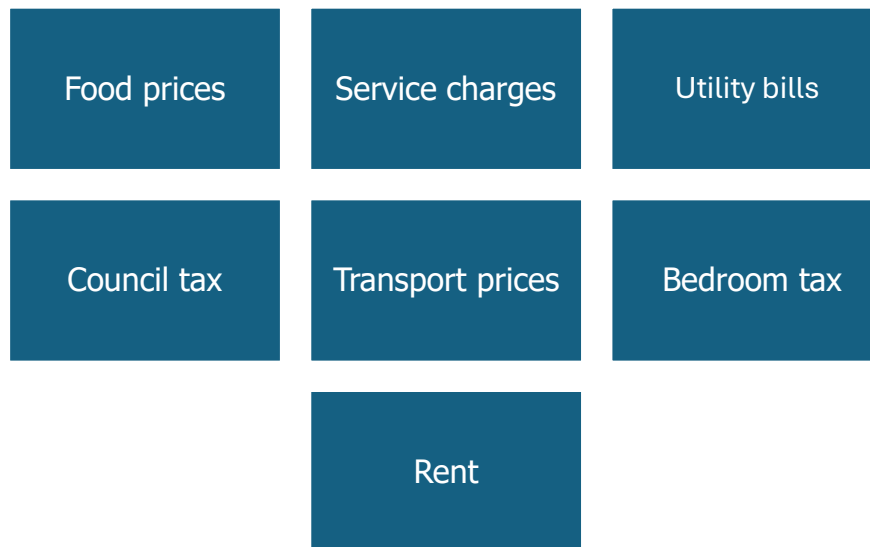 Food prices
Service charges
Utility bills
Council tax
Transport prices
Bedroom tax
Rent